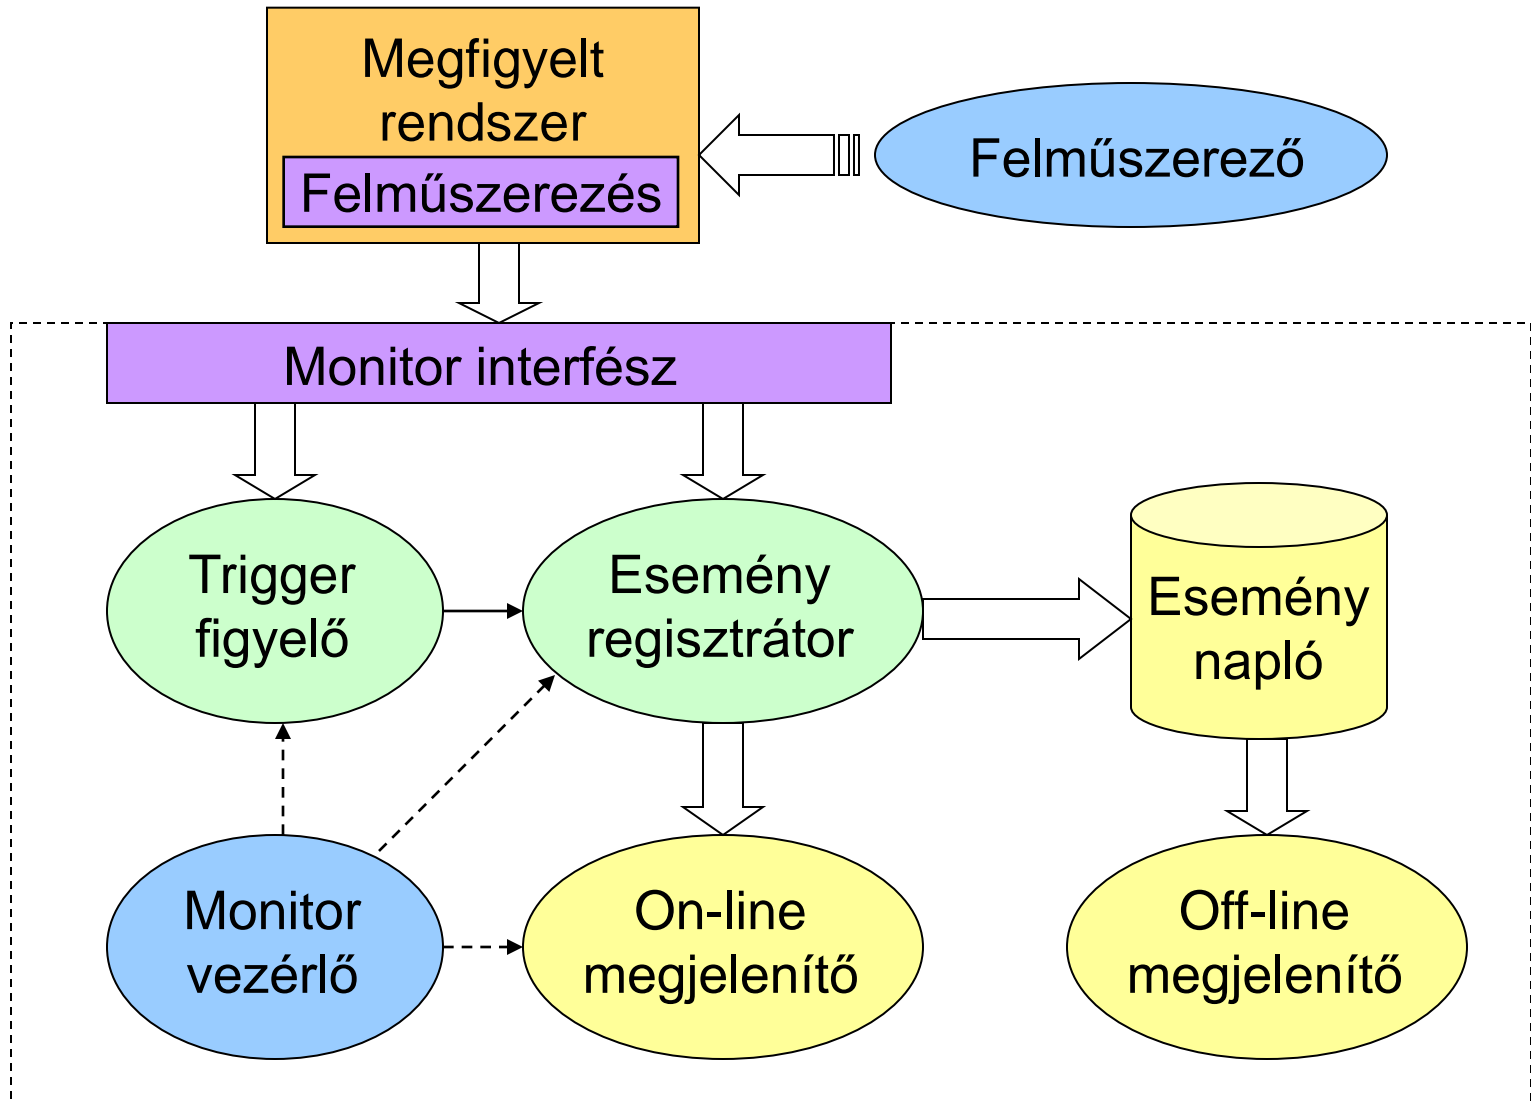 Megfigyelt
rendszer
Felműszerezés
Felműszerező
Monitor interfész
Trigger
figyelő
Esemény
regisztrátor
Esemény
napló
Monitor
vezérlő
On-line
megjelenítő
Off-line
megjelenítő